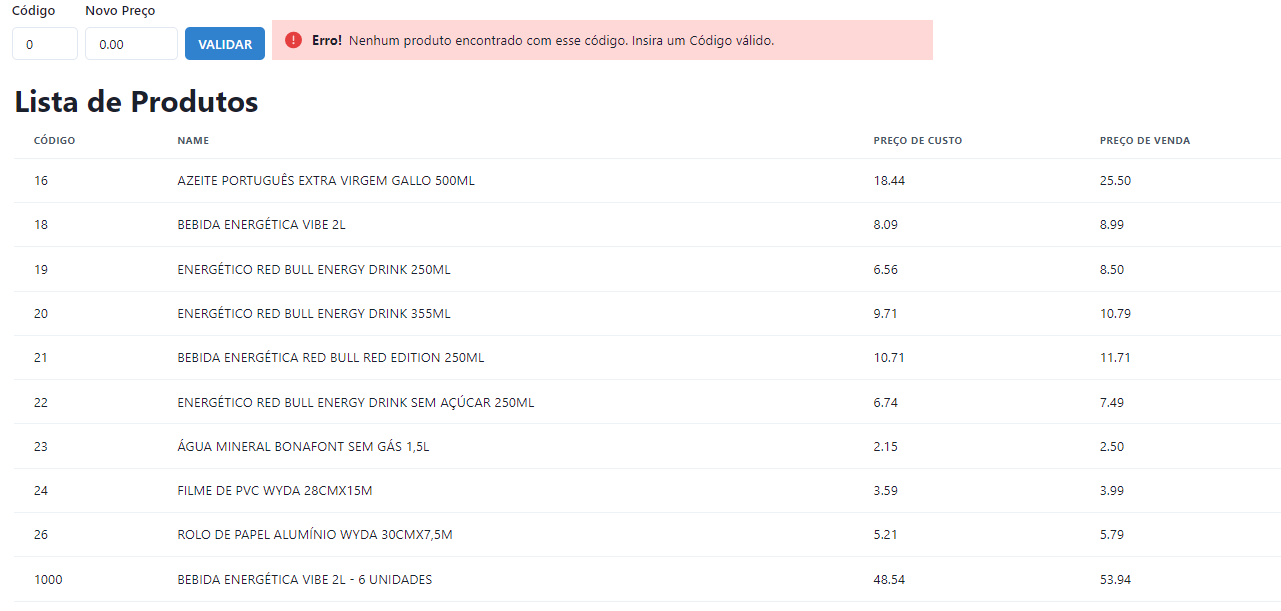 Código Novo Preço
0 0.00 VALIDAR Erro! Nenhum produto encontrado com esse código. Insira um Código válido.
Lista de Produtos
CÓDIGO NAME PREÇO DE CUSTO PREÇO DE VENDA
16 AZEITE PORTUGUÊS EXTRA VIRGEM GALLO 500ML 18.44 25.50
18 BEBIDA ENERGÉTICA VIBE 2L 8.09 8.99
19 ENERGÉTICO RED BULL ENERGY DRINK 250ML 6.56 8.50
20 ENERGÉTICO RED BULL ENERGY DRINK 355ML 9.71 10.79
21 BEBIDA ENERGÉTICA RED BULL RED EDITION 250ML 10.71 11.71
22 ENERGÉTICO RED BULL ENERGY DRINK SEM AÇÚCAR 250ML 6.74 7.49
23 ÁGUA MINERAL BONAFONT SEM GÁS 1,5L 2.15 2.50
24 FILME DE PVC WYDA 28CMX15M 3.59 3.99
26 ROLO DE PAPEL ALUMÍNIO WYDA 30CMX7,5M 5.21 5.79
1000 BEBIDA ENERGÉTICA VIBE 2L - 6 UNIDADES 48.54 53.94